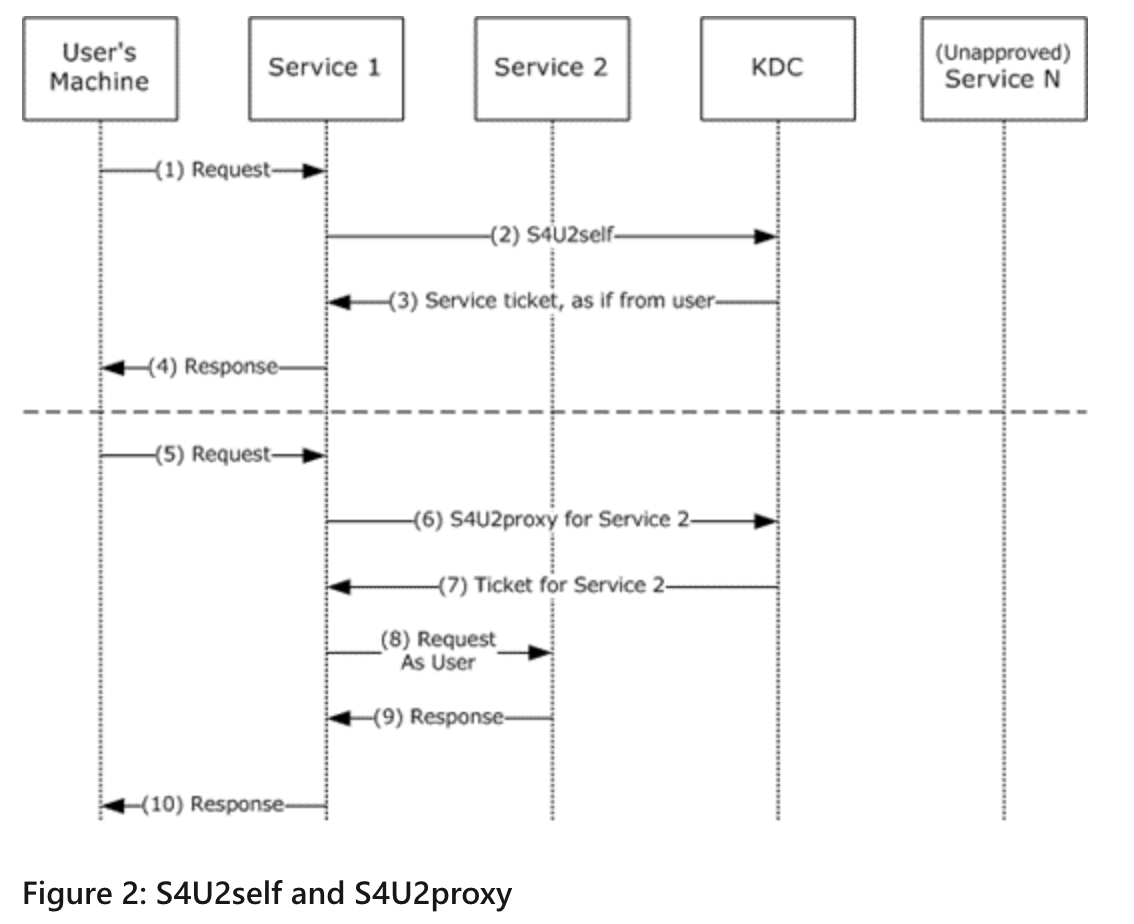 User's
Machine
Service 1
Service 2
KDC
(Unapproved)
Service N
(1) Request
(2) S4U2self
(3) Service ticket, as if from user
(4) Response
(5) Request
(6) S4U2proxy for Service 2
(7) Ticket for Service 2
(8) Request
As User
(9) Response
(10) Response
Figure 2: S4U2self and S4U2proxy